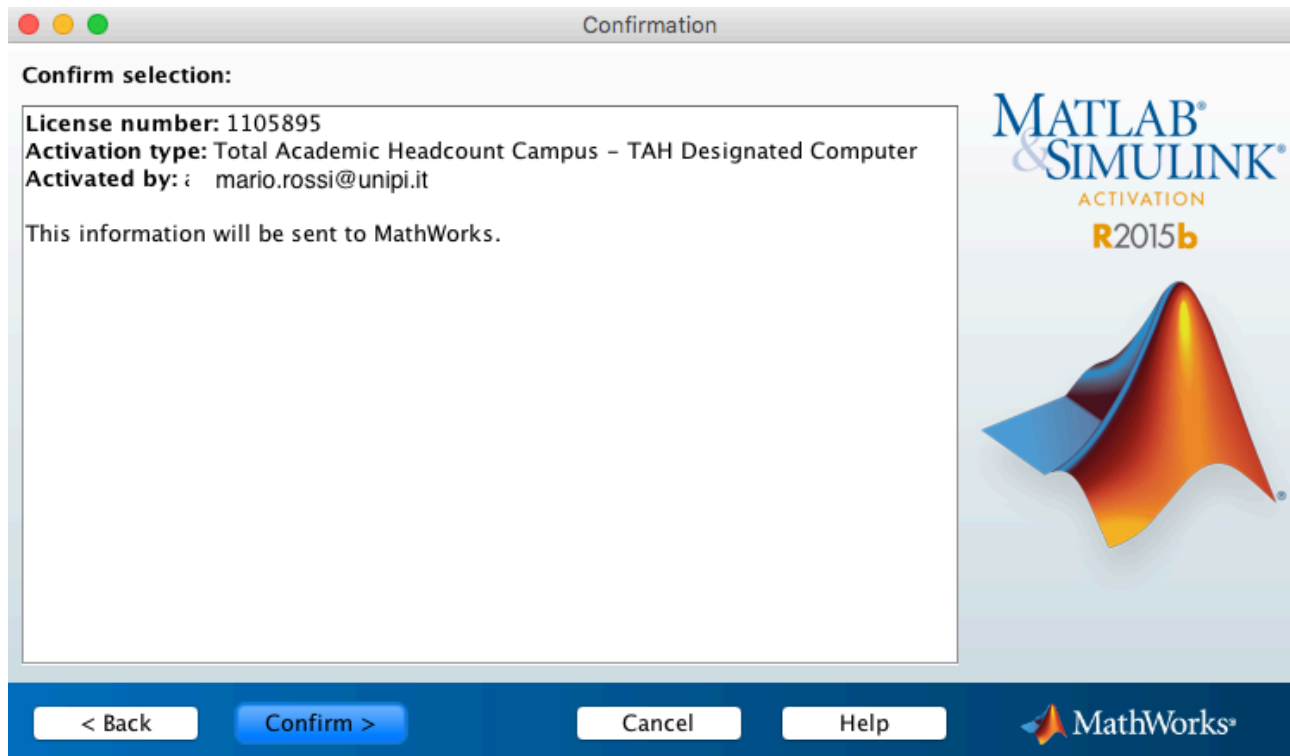 Confirmation
Confirm selection:
License number: 1105895
Activation type: Total Academic Headcount Campus – TAH Designated Computer
Activated by: mario.rossi@unipi.it
This information will be sent to MathWorks.
MATLAB®
&SIMULINK®
ACTIVATION
R2015b
< Back
Confirm >
Cancel
Help
MathWorks®